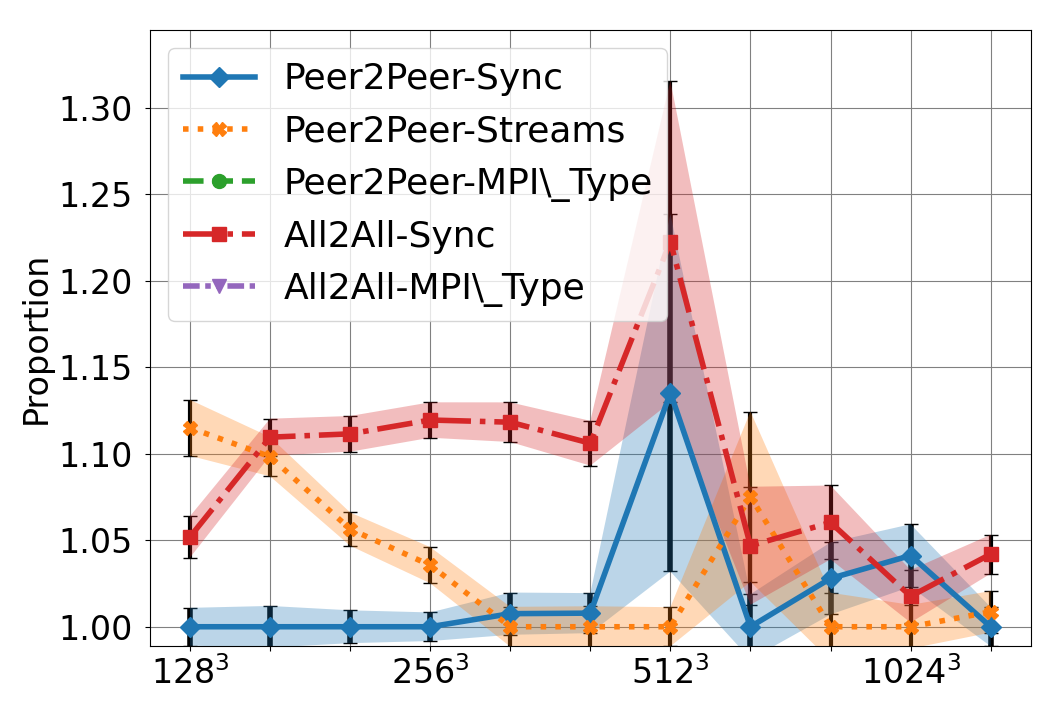 Peer2Peer-Sync
Peer2Peer-Streams
Peer2Peer-MPI\_Type
All2All-Sync
All2All-MPI\_Type
Proportion
1.30
1.25
1.20
1.15
1.10
1.05
1.00
128³ 256³ 512³ 1024³